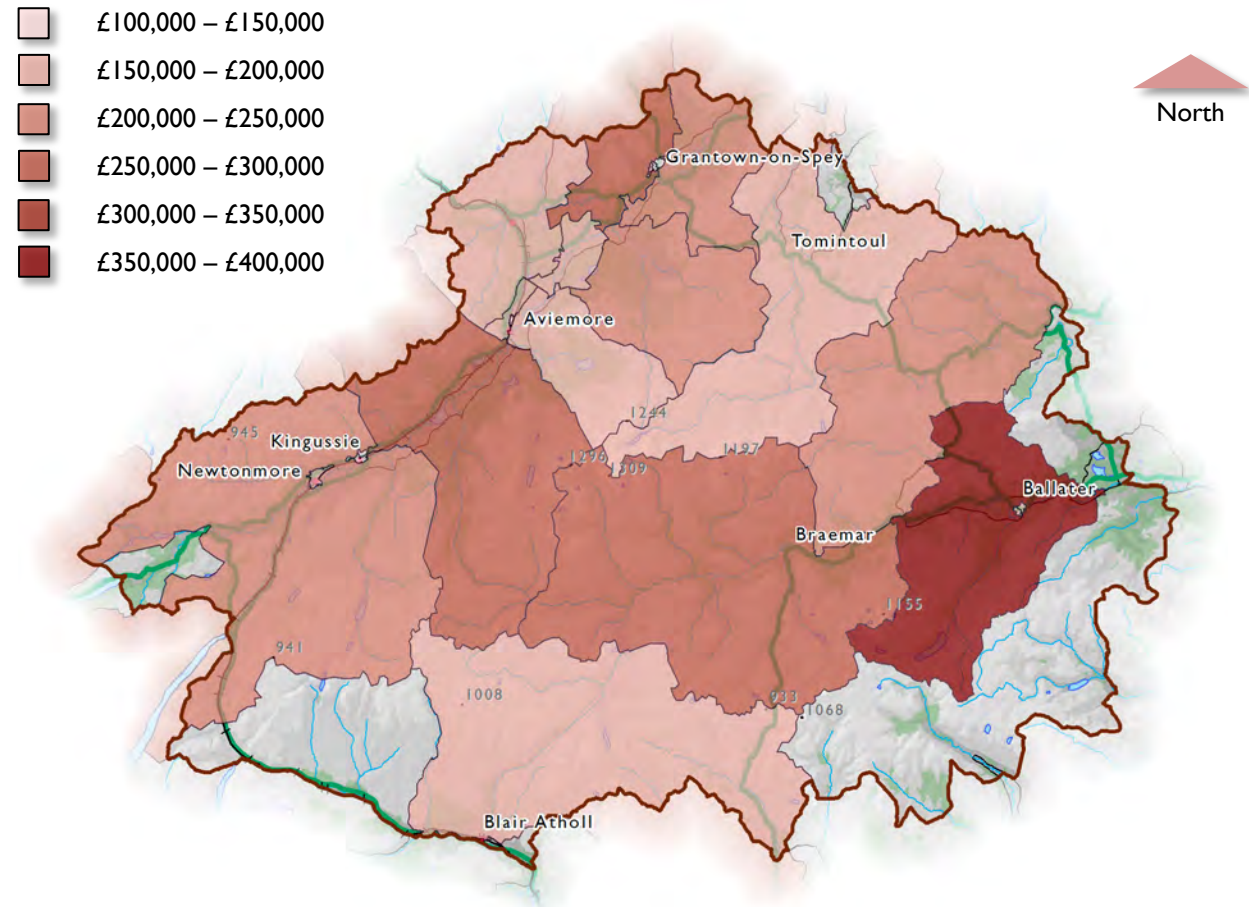 £100,000 – £150,000
£150,000 – £200,000
£200,000 – £250,000
£250,000 – £300,000
£300,000 – £350,000
£350,000 – £400,000
North
Grantown-on-Spey
Tomintoul
Aviemore
1244
945
Kingussie
1197
1296
1309
Newtonmore
Ballater
Braemar
1155
941
1008
933
1068
Blair Atholl